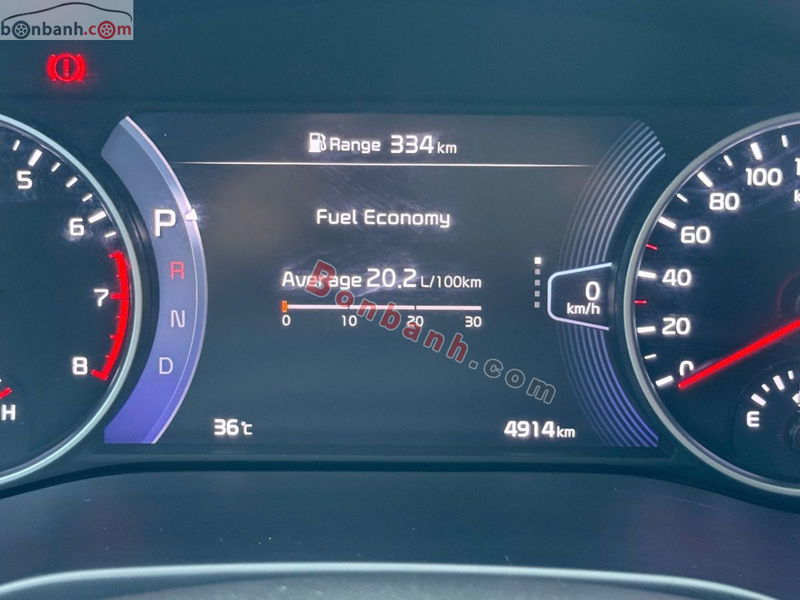 bonbanh.com
Range 334 km
Fuel Economy
Average 20.2 L/100km
0 10 20 30
Bonbanh.com
P
R
N
D
5
6
7
8
H
0
km/h
0
20
40
60
80
100
E
36℃
4914 km